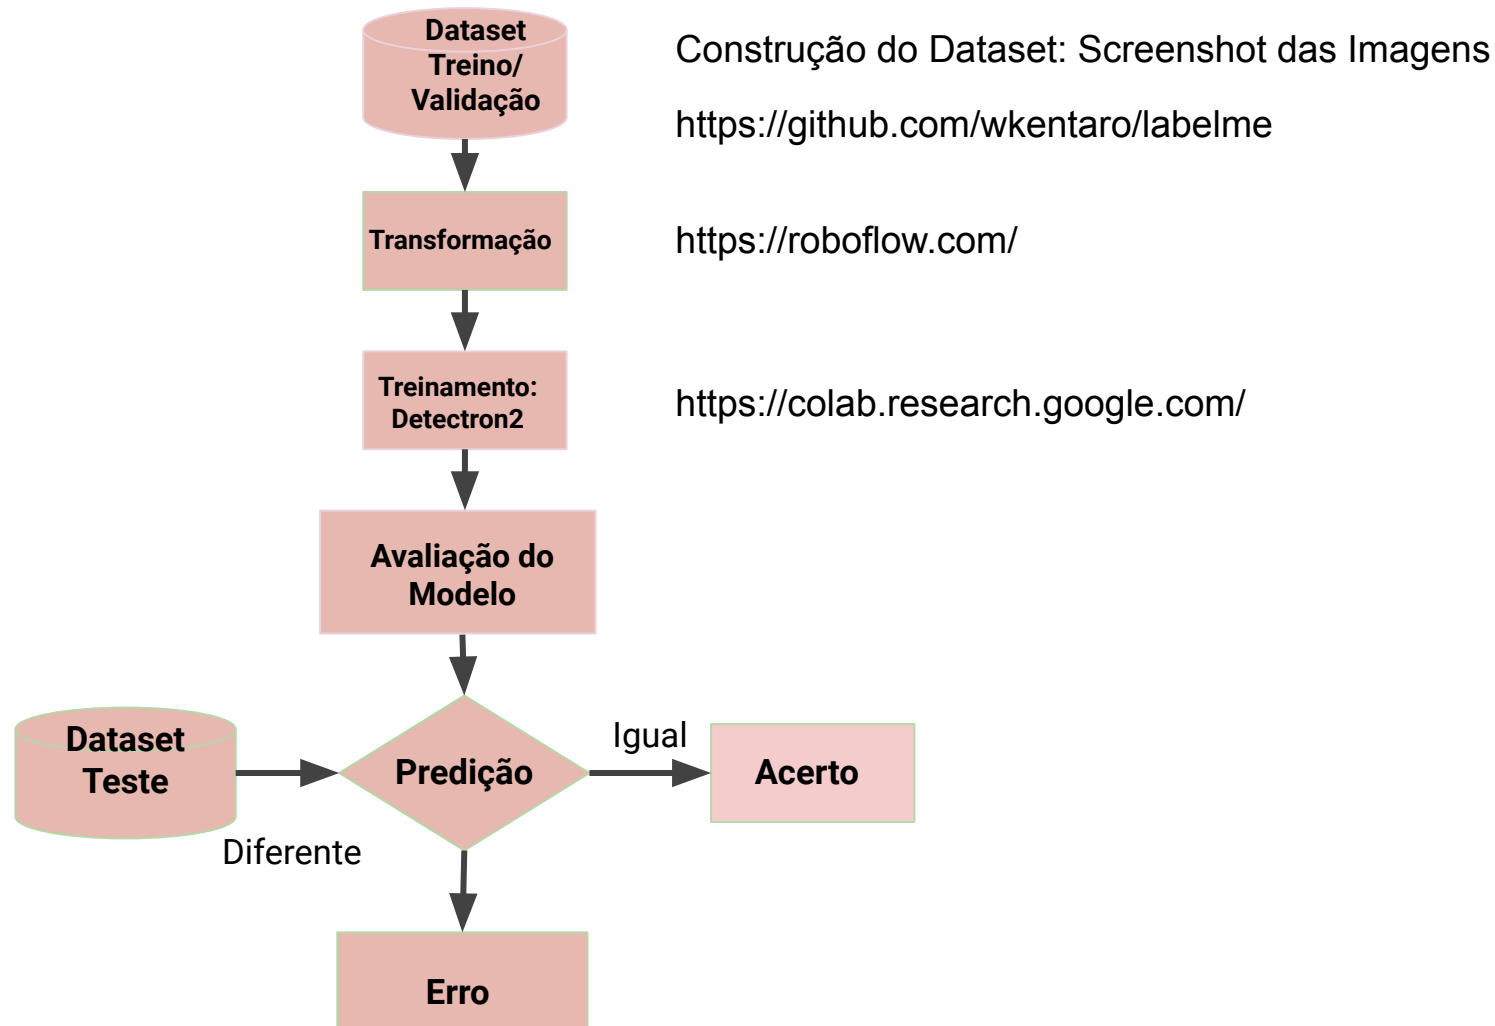 Dataset
Treino/
Validação
Construção do Dataset: Screenshot das Imagens
https://github.com/wkentaro/labelme
Transformação
https://roboflow.com/
Treinamento:
Detectron2
https://colab.research.google.com/
Avaliação do
Modelo
Dataset
Teste
Predição
Igual
Acerto
Diferente
Erro